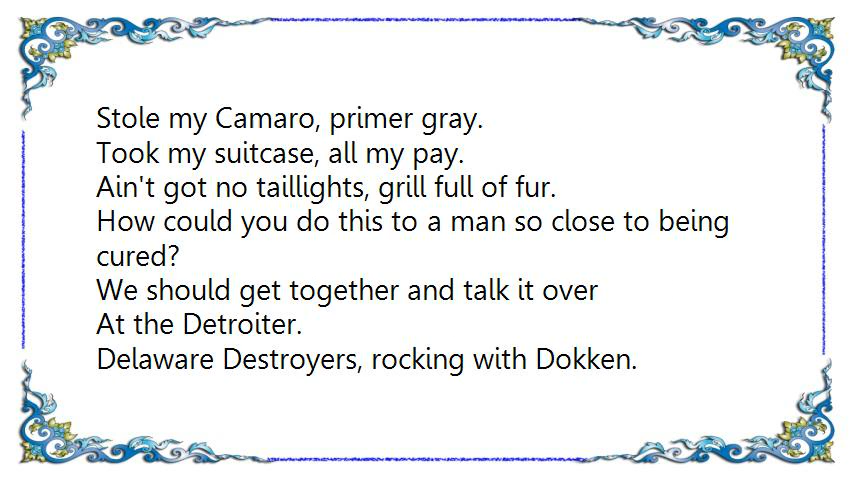 Stole my Camaro, primer gray.
Took my suitcase, all my pay.
Ain't got no taillights, grill full of fur.
How could you do this to a man so close to being
cured?
We should get together and talk it over
At the Detroiter.
Delaware Destroyers, rocking with Dokken.